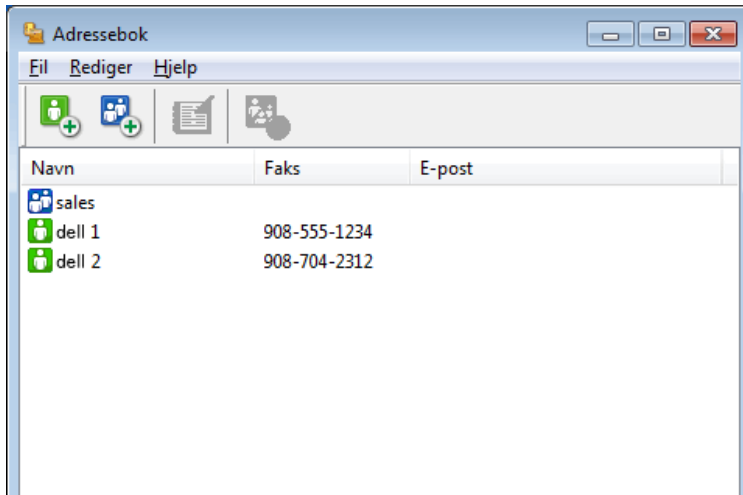 Adressebok
Fil Rediger Hjelp
Navn Faks E-post
sales
dell 1 908-555-1234
dell 2 908-704-2312